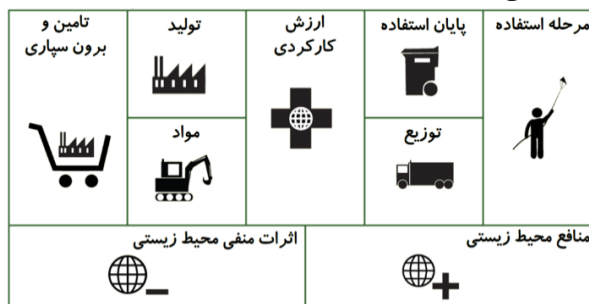 مرحله استفاده
پایان استفاده
ارزش
کارکردی
تولید
تامین و
برون سپاری
توزیع
مواد
منافع محیط زیستی
اثرات منفی محیط زیستی